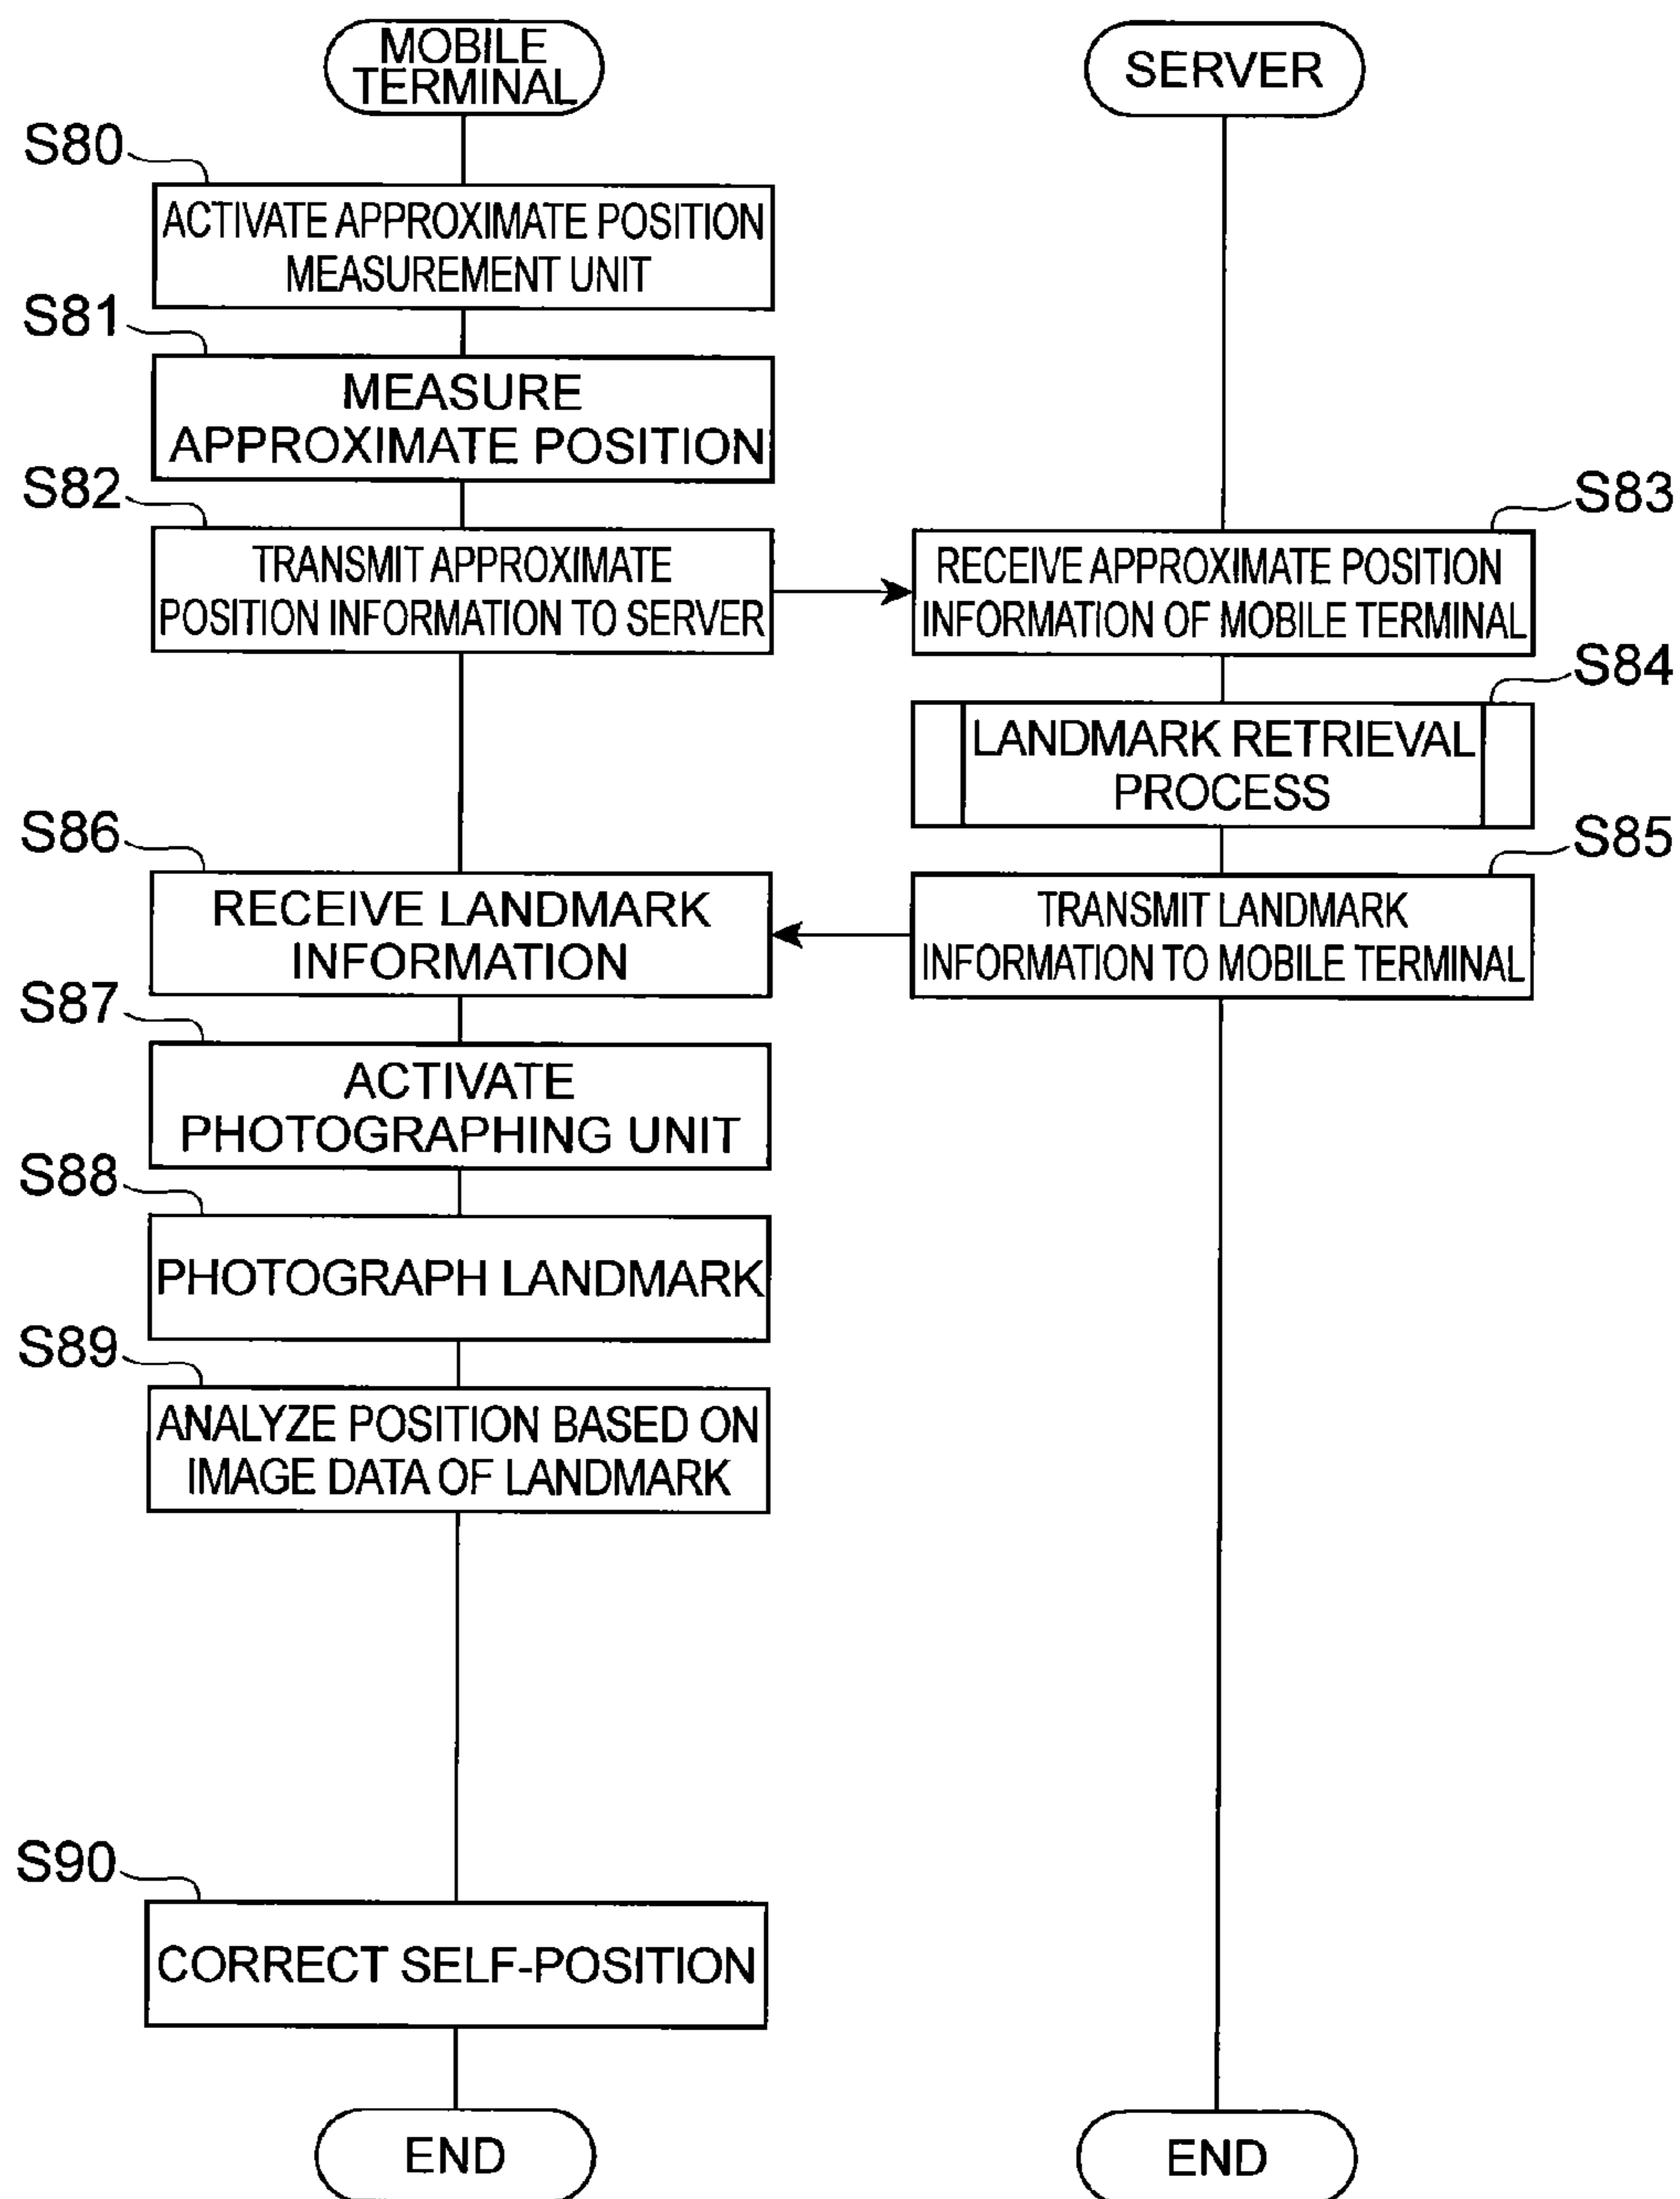 MOBILE
TERMINAL
SERVER
S80
ACTIVATE APPROXIMATE POSITION
MEASUREMENT UNIT
S81
MEASURE
APPROXIMATE POSITION
S82
TRANSMIT APPROXIMATE
POSITION INFORMATION TO SERVER
S83
RECEIVE APPROXIMATE POSITION
INFORMATION OF MOBILE TERMINAL
S84
LANDMARK RETRIEVAL
PROCESS
S85
TRANSMIT LANDMARK
INFORMATION TO MOBILE TERMINAL
S86
RECEIVE LANDMARK
INFORMATION
S87
ACTIVATE
PHOTOGRAPHING UNIT
S88
PHOTOGRAPH LANDMARK
S89
ANALYZE POSITION BASED ON
IMAGE DATA OF LANDMARK
S90
CORRECT SELF-POSITION
END
END